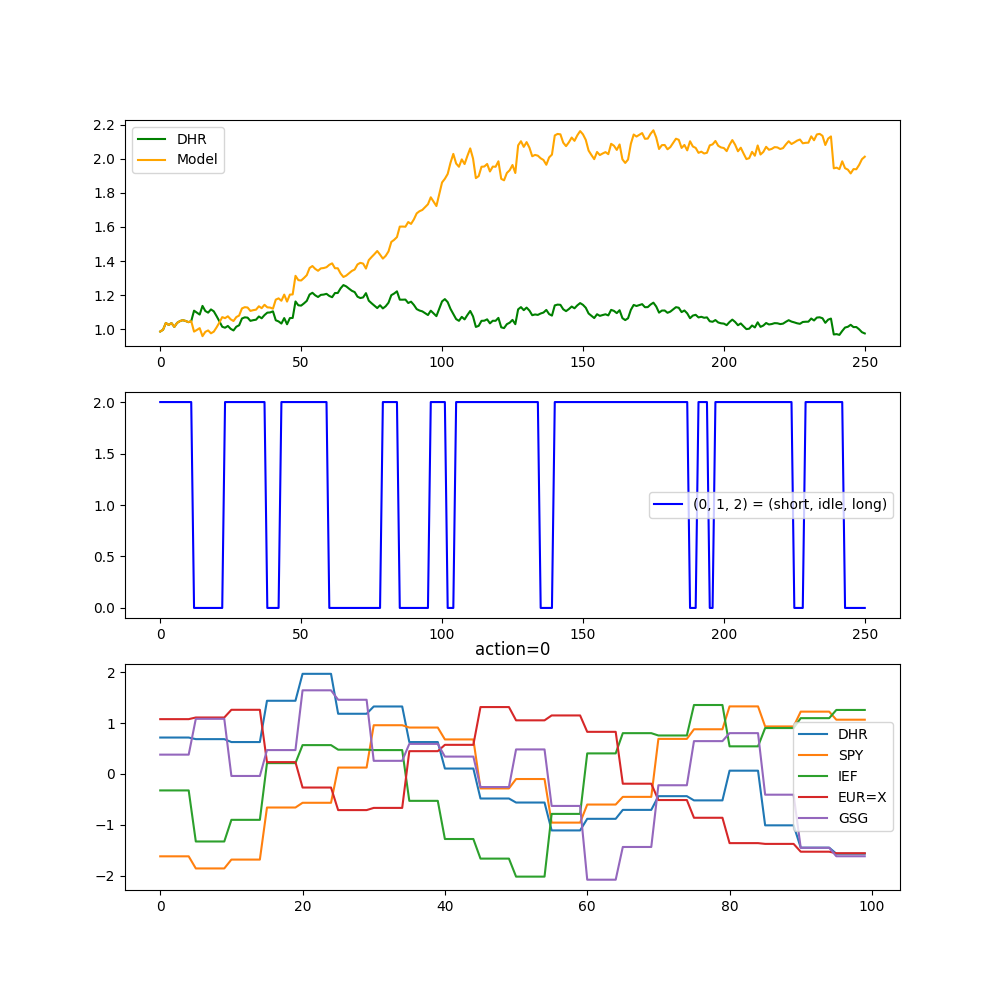 2.2
2.0
1.8
1.6
1.4
1.2
1.0
DHR
Model
0 50 100 150 200 250
2.0
1.5
1.0
0.5
0.0
(0, 1, 2) = (short, idle, long)
0 50 100 150 200 250
action=0
2
1
0
−1
−2
DHR
SPY
IEF
EUR=X
GSG
0 20 40 60 80 100